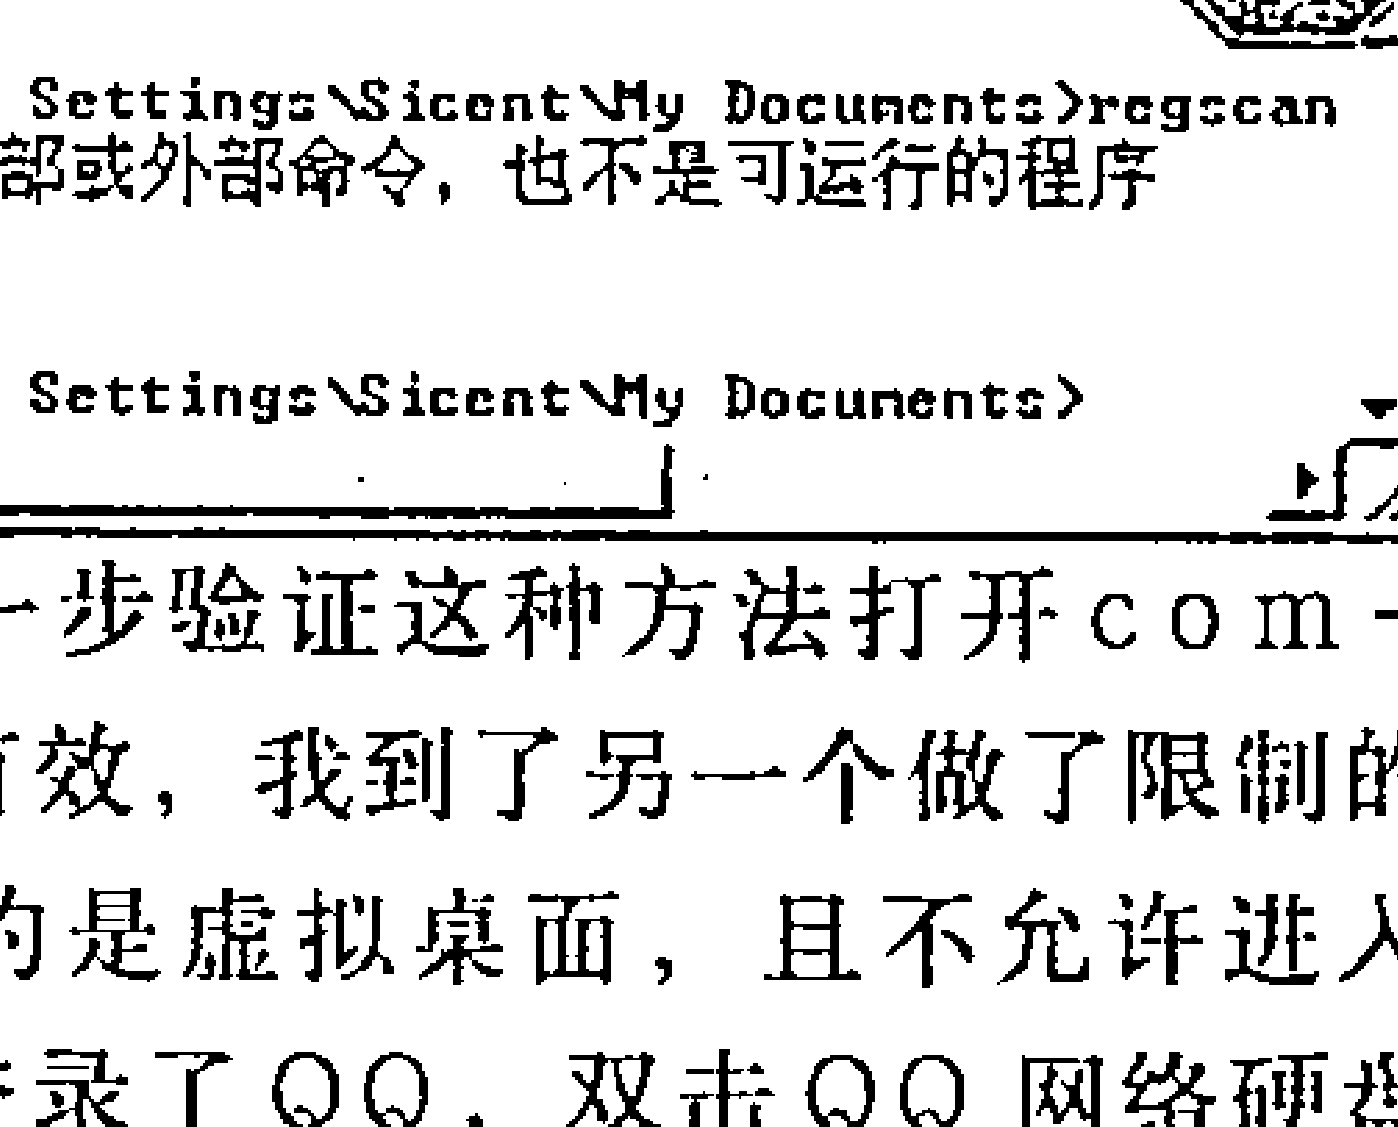 Settings\Sicent\My Documents>regscan
部或外部命令，也不是可运行的程序
Settings\Sicent\My Documents>
一步验证这种方法打开com-
有效，我到了另一个做了限制的
的是虚拟桌面，且不允许进入
录了QQ，双击QQ网络硬盘